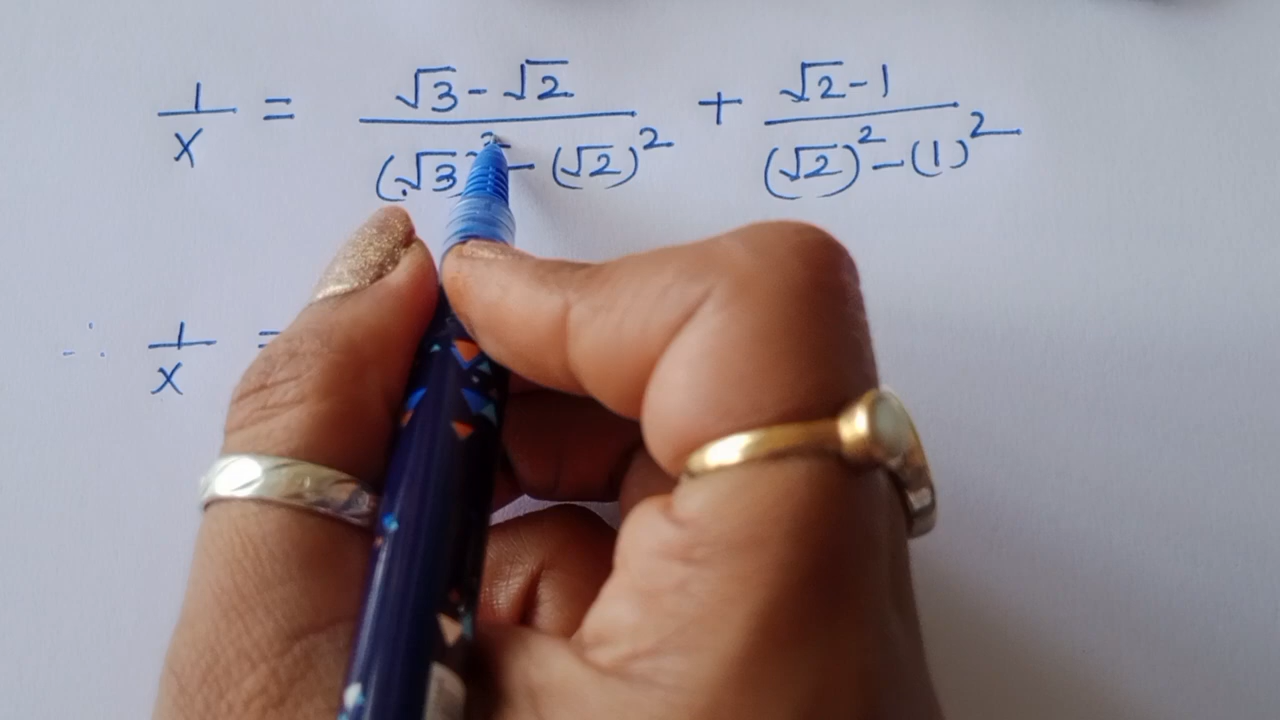 1/x = (√3 - √2)/((√3)² - (√2)²) + (√2 - 1)/((√2)² - (1)²)
∴ 1/x =